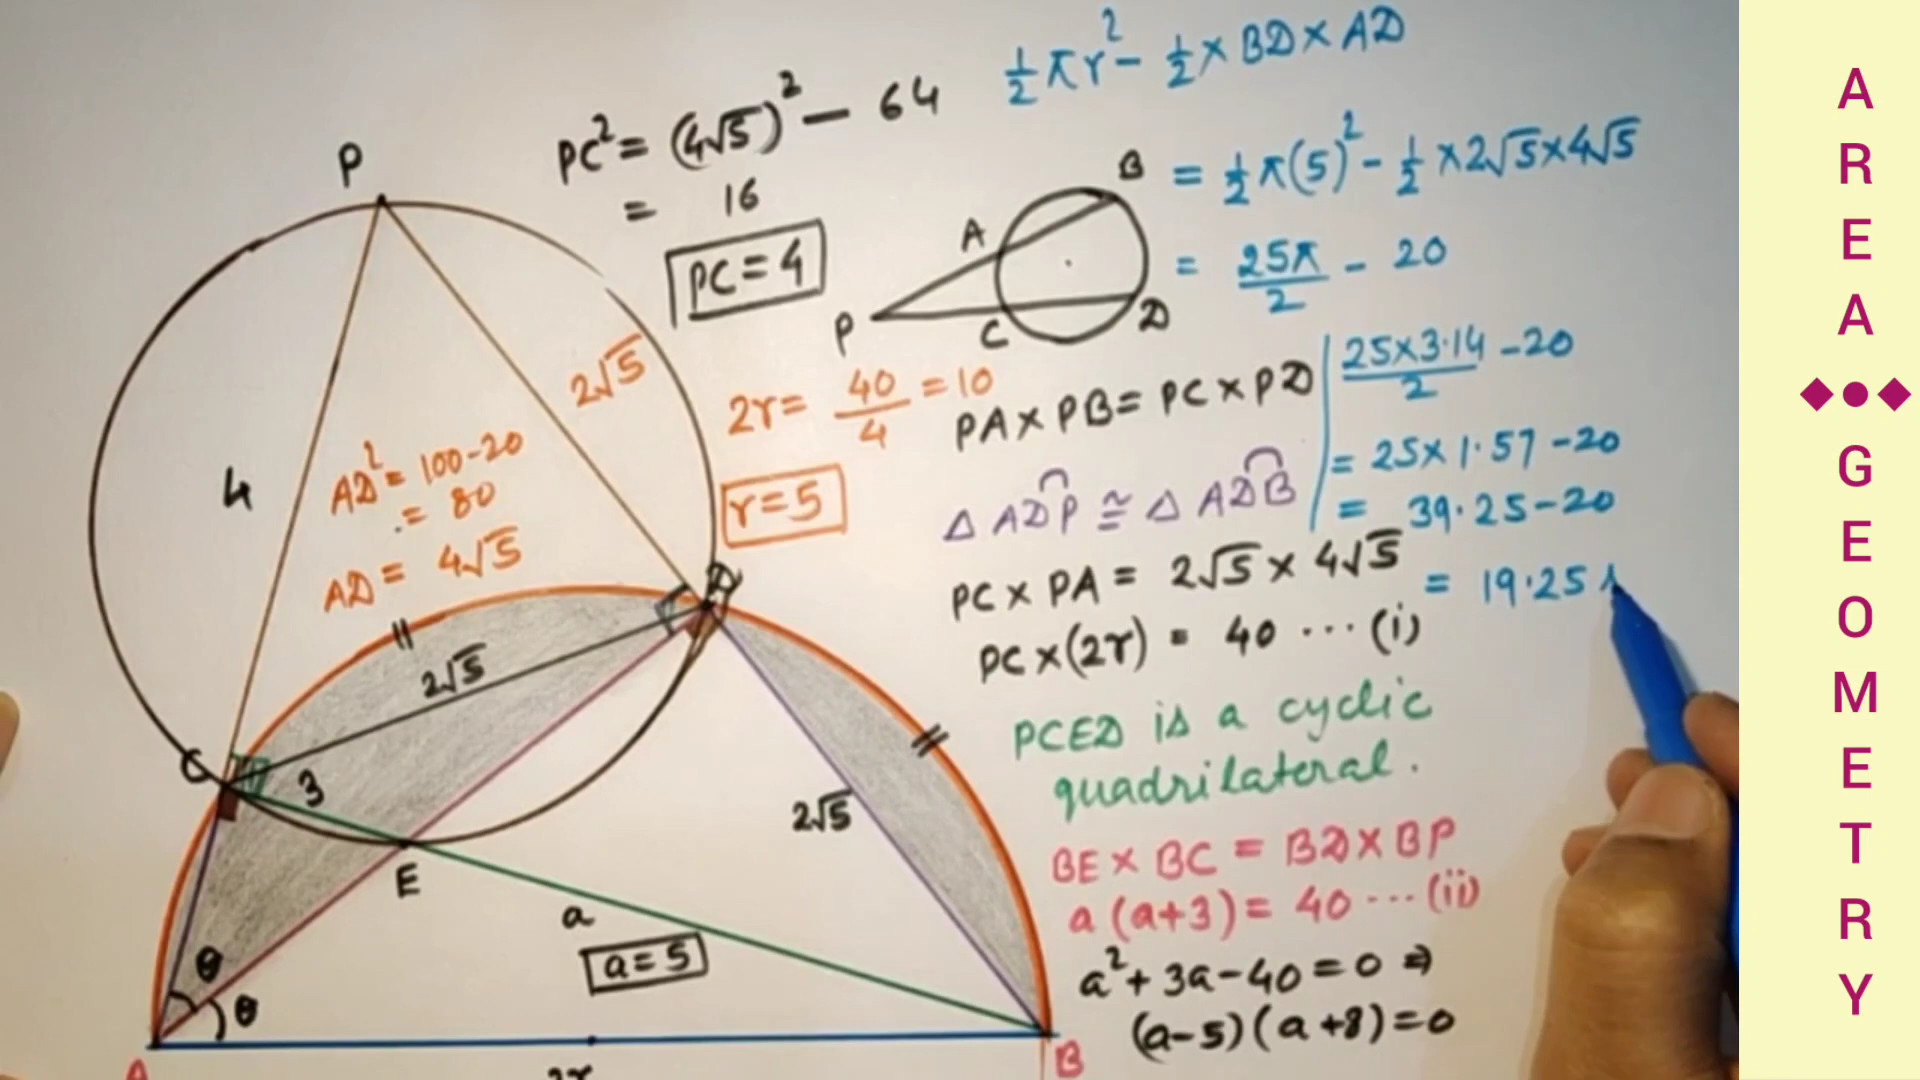 ½πr² - ½ × BD × AD
PC² = (4√5)² - 64
= 16
PC = 4
= ½π(5)² - ½ × 2√5 × 4√5
= 25π/2 - 20
25×3.14/2 - 20
= 25 × 1.57 - 20
= 39.25 - 20
= 19.25
P
B
A
P
C
D
2√5
2r = 40/4 = 10
r = 5
PA × PB = PC × PD
△ ADP ≅ △ ADB
PC × PA = 2√5 × 4√5
PC × (2r) = 40 ... (i)
PCED is a cyclic
quadrilateral.
BE × BC = BD × BP
a (a+3) = 40 ... (ii)
a² + 3a - 40 = 0 ⇒
(a-5)(a+8) = 0
4
AD² = 100-20
= 80
AD = 4√5
D
2√5
C
3
E
2√5
a
a = 5
θ
θ
A
B
2r
AREA
GEOMETRY